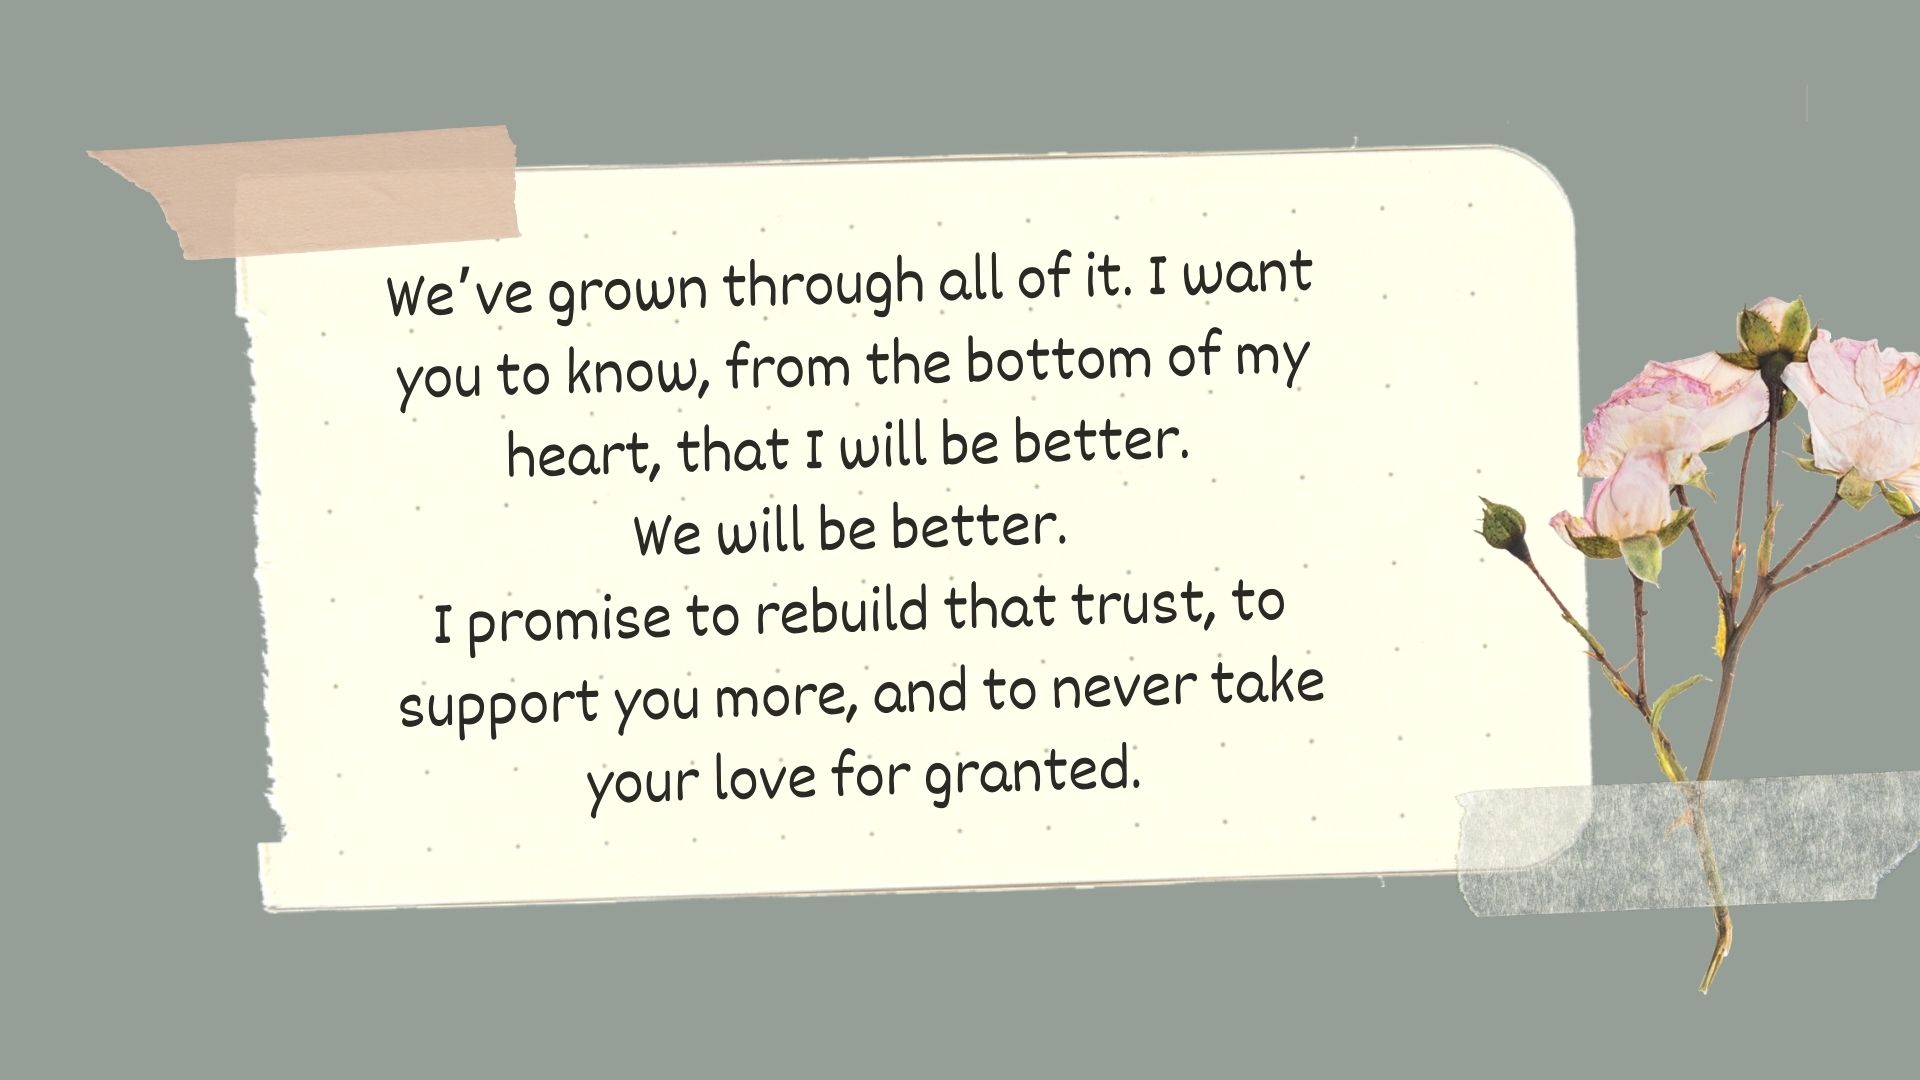 We’ve grown through all of it. I want
you to know, from the bottom of my
heart, that I will be better.
We will be better.
I promise to rebuild that trust, to
support you more, and to never take
your love for granted.